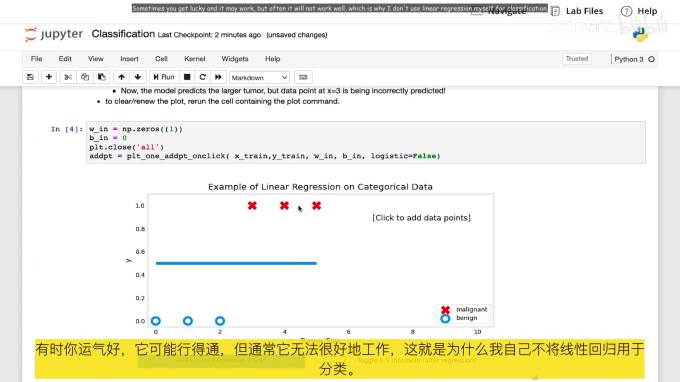 Sometimes you get lucky and it may work, but often it will not work well, which is why I don't use linear regression myself for classification.
Navigate Lab Files Help
bilibili
jupyter Classification Last Checkpoint: 2 minutes ago (unsaved changes)
File Edit View Insert Cell Kernel Widgets Help Trusted Python 3
Run Markdown
Now, the model predicts the larger tumor, but data point at x=3 is being incorrectly predicted!
to clear/renew the plot, rerun the cell containing the plot command.
In [4]: w_in = np.zeros((1))
b_in = 0
plt.close('all')
addpt = plt_one_addpt_onclick( x_train,y_train, w_in, b_in, logistic=False)
Example of Linear Regression on Categorical Data
1.0
[Click to add data points]
0.8
0.6
y
0.4
0.2
malignant
benign
0.0
0 2 4 6 8 10
有时你运气好，它可能行得通，但通常它无法很好地工作，这就是为什么我自己不将线性回归用于
分类。